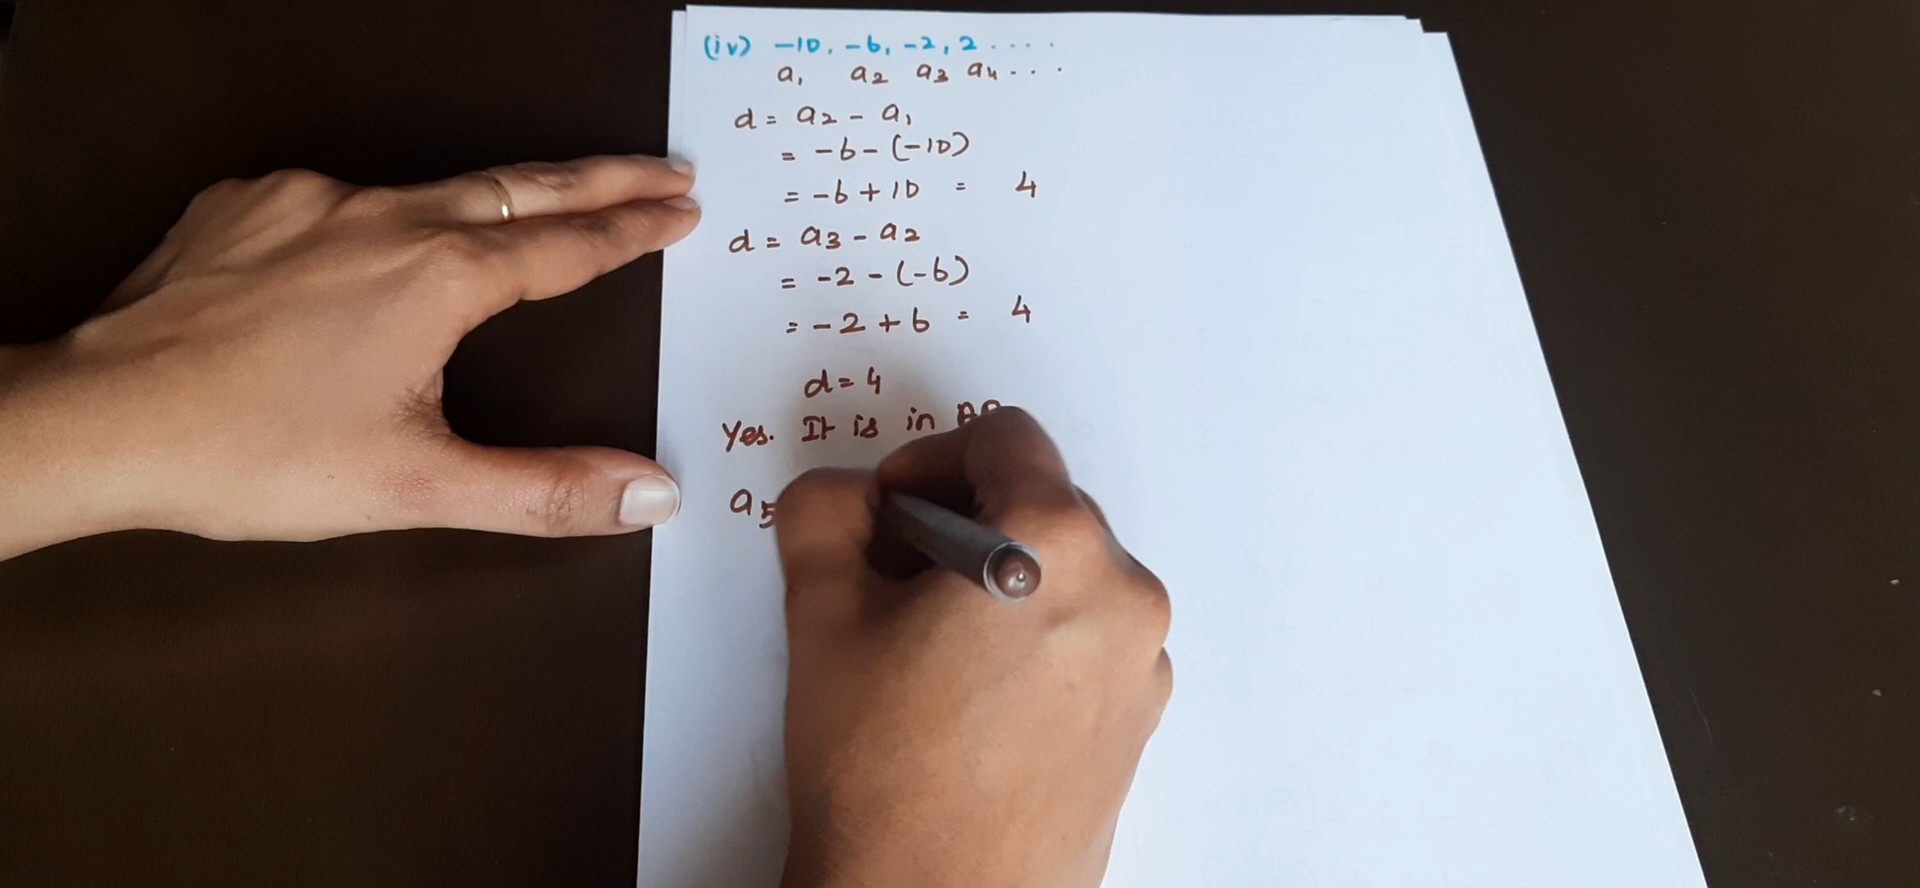 (iv) -10, -6, -2, 2 ....
a₁ a₂ a₃ a₄ ...
d = a₂ - a₁
= -6 - (-10)
= -6 + 10 = 4
d = a₃ - a₂
= -2 - (-6)
= -2 + 6 = 4
d = 4
Yes. It is in AP
a₅